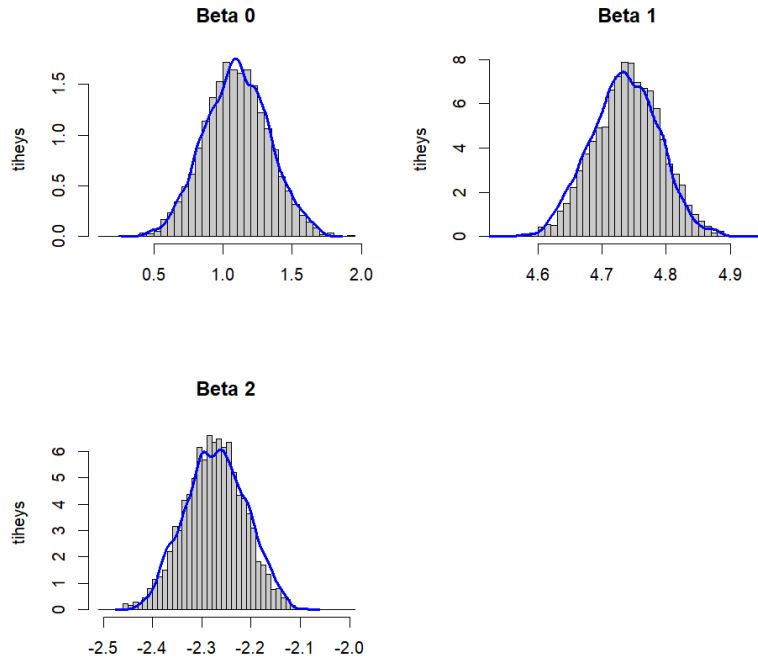 Beta 0
tiheys
0.0 0.5 1.0 1.5
0.5 1.0 1.5 2.0
Beta 1
tiheys
0 2 4 6 8
4.6 4.7 4.8 4.9
Beta 2
tiheys
0 1 2 3 4 5 6
-2.5 -2.4 -2.3 -2.2 -2.1 -2.0